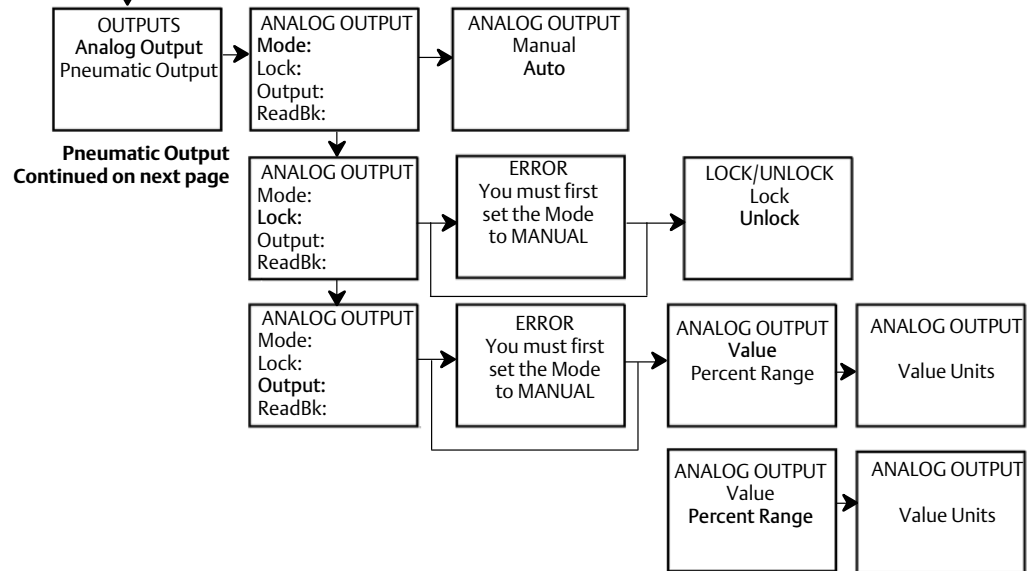 OUTPUTS
Analog Output
Pneumatic Output
ANALOG OUTPUT
Mode:
Lock:
Output:
ReadBk:
ANALOG OUTPUT
Manual
Auto
Pneumatic Output
Continued on next page
ANALOG OUTPUT
Mode:
Lock:
Output:
ReadBk:
ERROR
You must first
set the Mode
to MANUAL
LOCK/UNLOCK
Lock
Unlock
ANALOG OUTPUT
Mode:
Lock:
Output:
ReadBk:
ERROR
You must first
set the Mode
to MANUAL
ANALOG OUTPUT
Value
Percent Range
ANALOG OUTPUT
Value Units
ANALOG OUTPUT
Value
Percent Range
ANALOG OUTPUT
Value Units